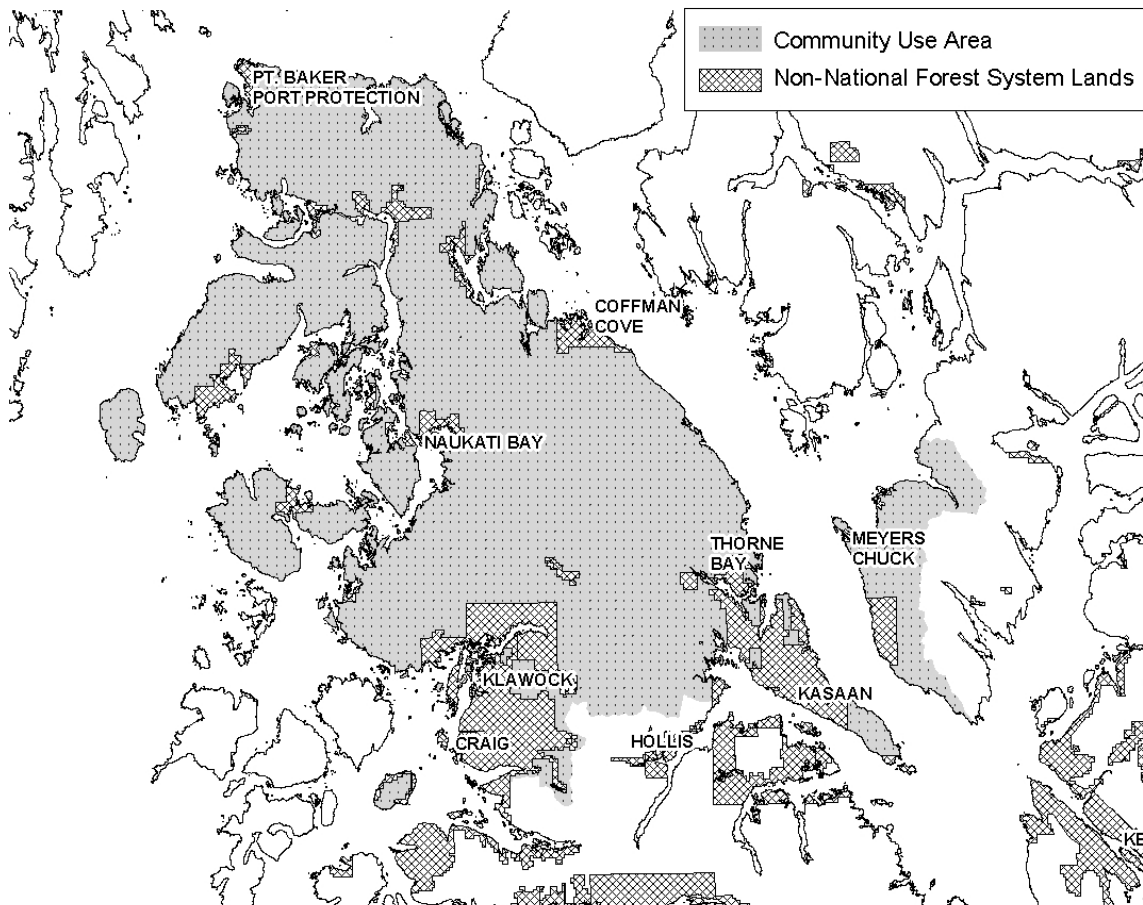 Community Use Area
Non-National Forest System Lands
PT. BAKER
PORT PROTECTION
COFFMAN
COVE
NAUKATI BAY
THORNE
BAY
MEYERS
CHUCK
KLAWOCK
KASAAN
CRAIG
HOLLIS
KE